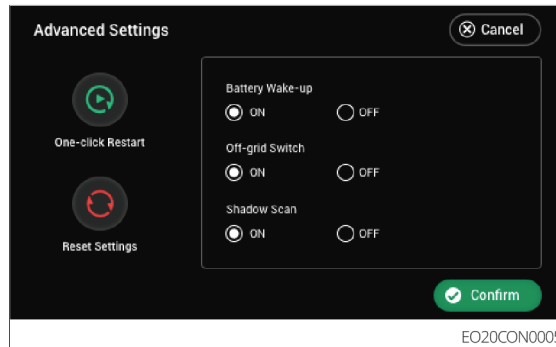 Advanced Settings
Cancel
One-click Restart
Reset Settings
Battery Wake-up
ON
OFF
Off-grid Switch
ON
OFF
Shadow Scan
ON
OFF
Confirm
EO20CON0005